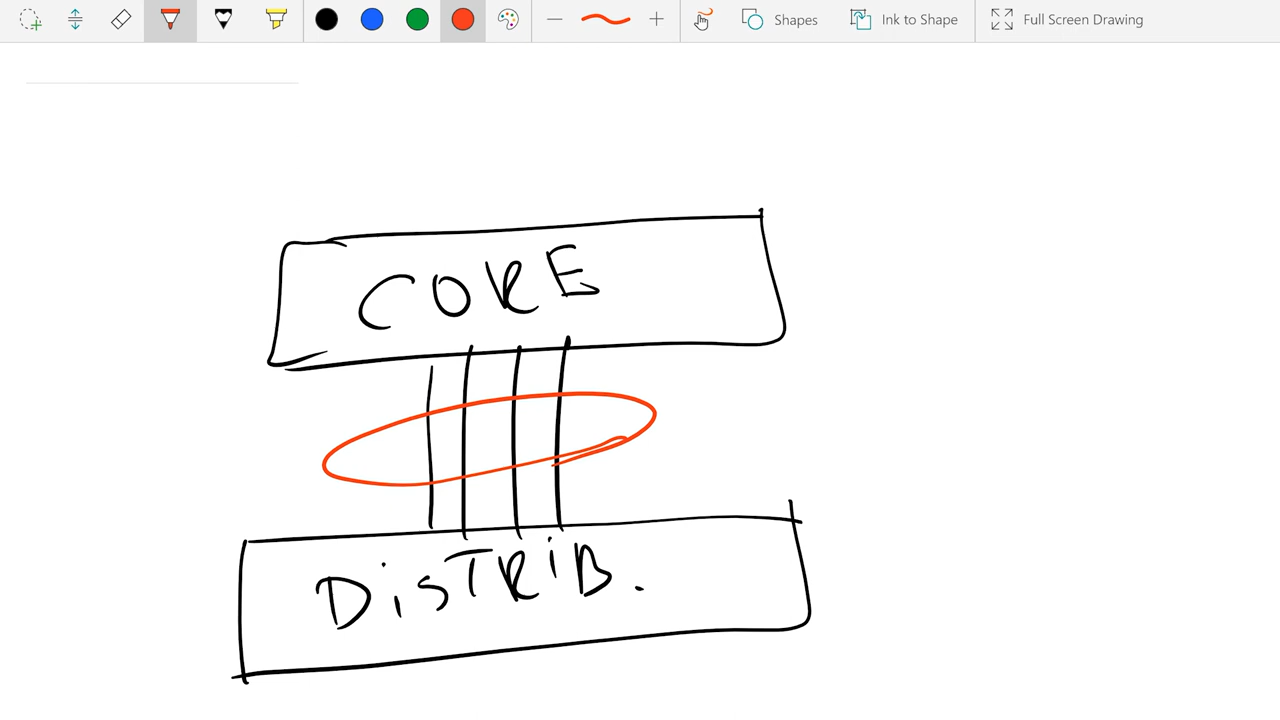 Shapes
Ink to Shape
Full Screen Drawing
CORE
DiSTRiB.